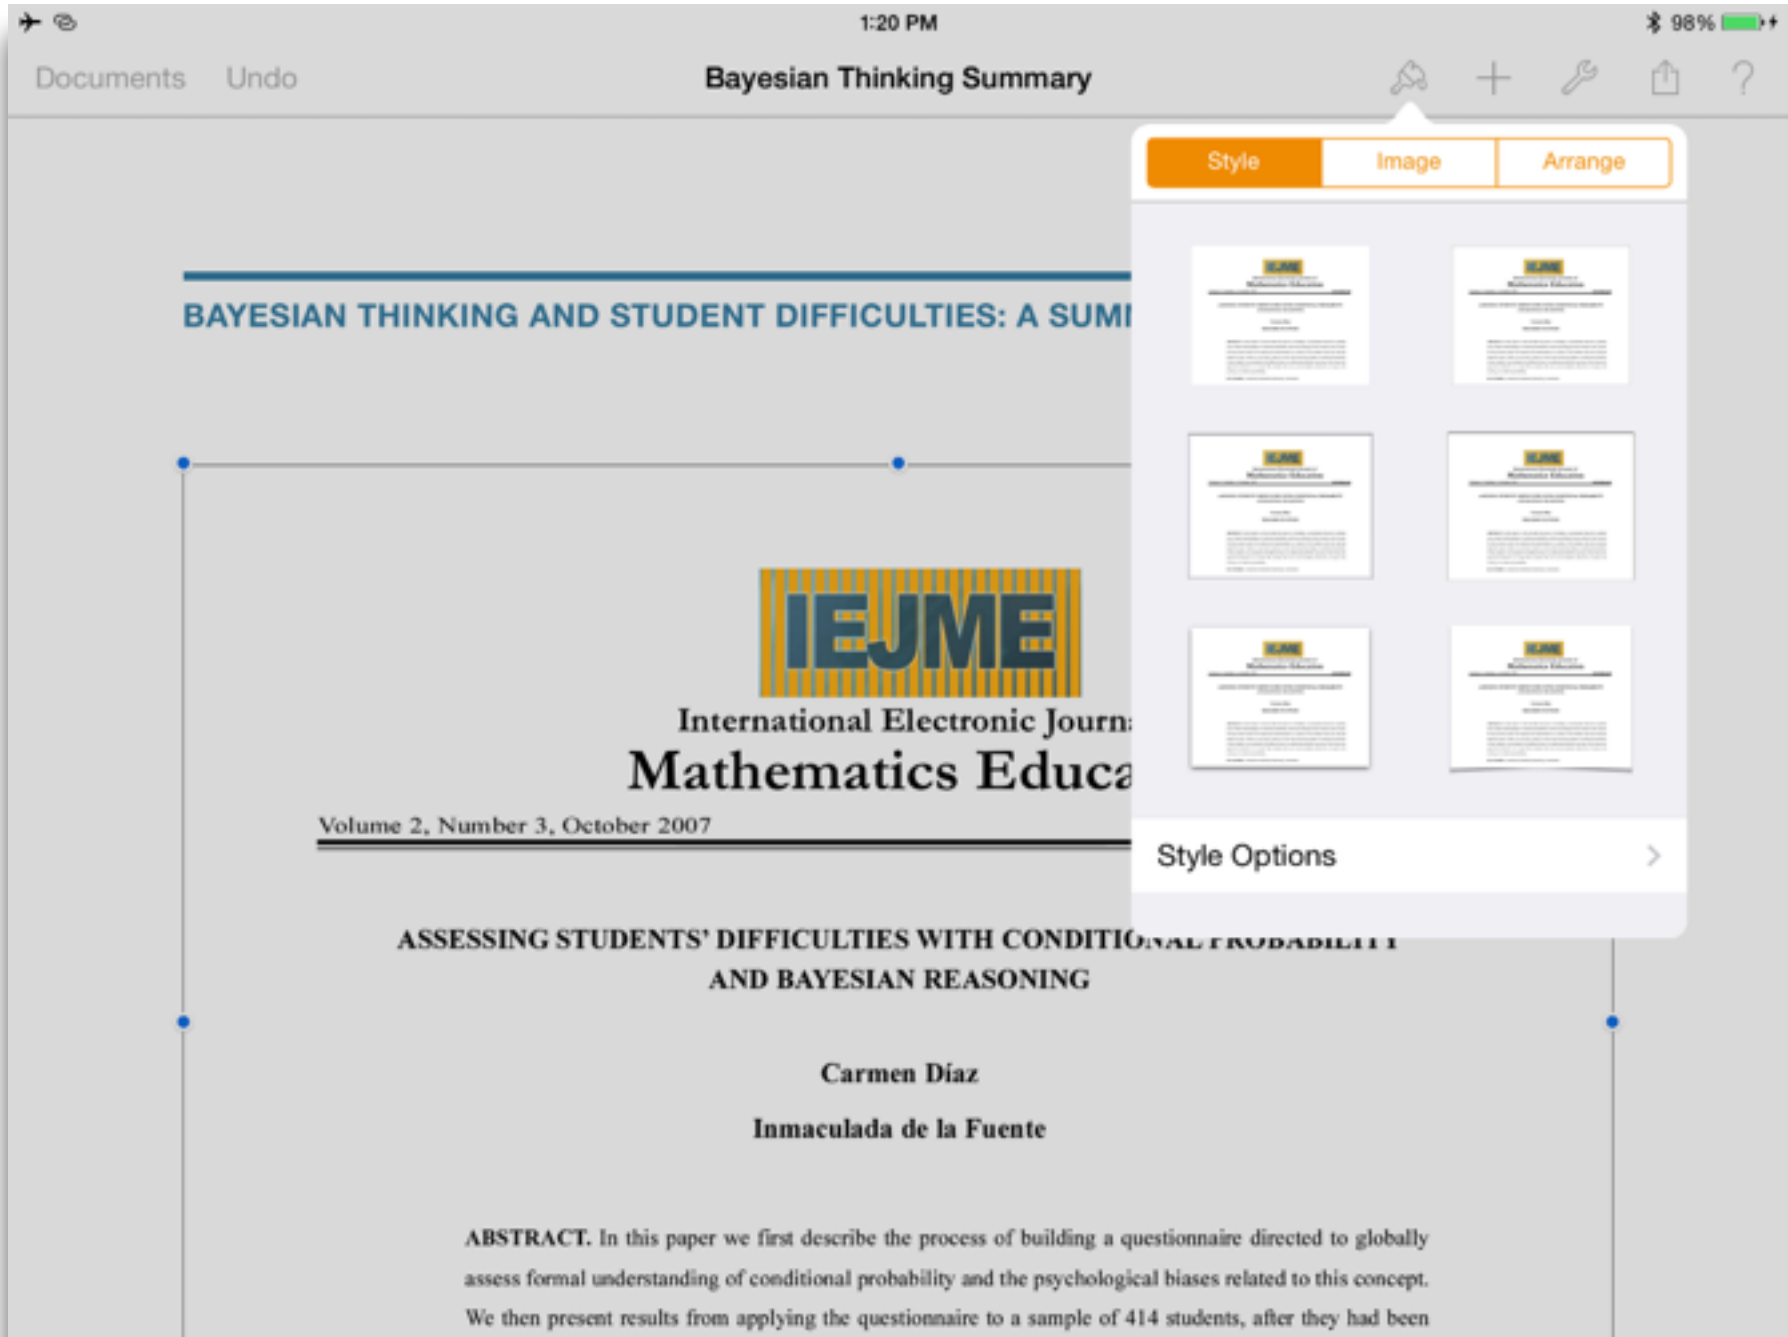 1:20 PM
98%
Documents Undo Bayesian Thinking Summary ?
Style Image Arrange
BAYESIAN THINKING AND STUDENT DIFFICULTIES: A SUM
Style Options
IEJME
International Electronic Journ
Mathematics Educa
Volume 2, Number 3, October 2007
ASSESSING STUDENTS’ DIFFICULTIES WITH CONDITIONAL PROBABILITY
AND BAYESIAN REASONING
Carmen Díaz
Inmaculada de la Fuente
ABSTRACT. In this paper we first describe the process of building a questionnaire directed to globally
assess formal understanding of conditional probability and the psychological biases related to this concept.
We then present results from applying the questionnaire to a sample of 414 students, after they had been